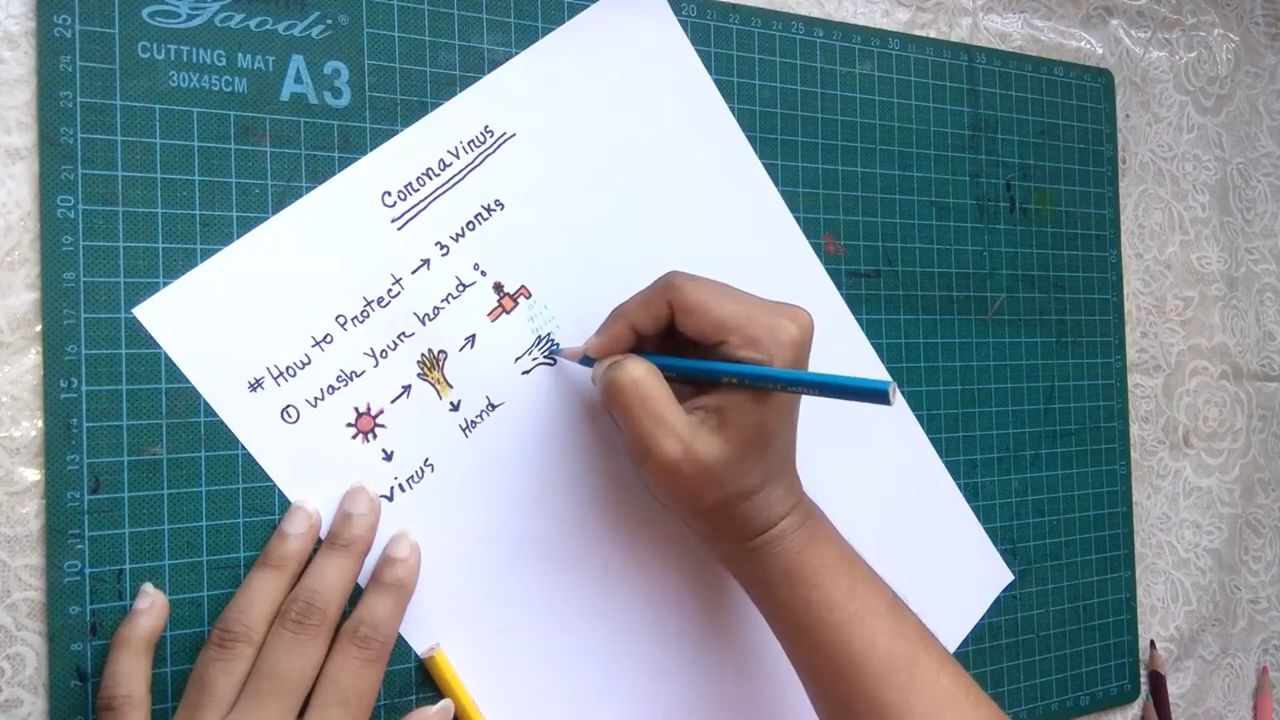 Gaodi®
CUTTING MAT
30X45CM
A3
Coronavirus
# How to Protect → 3 works
① wash your hand :
virus
Hand